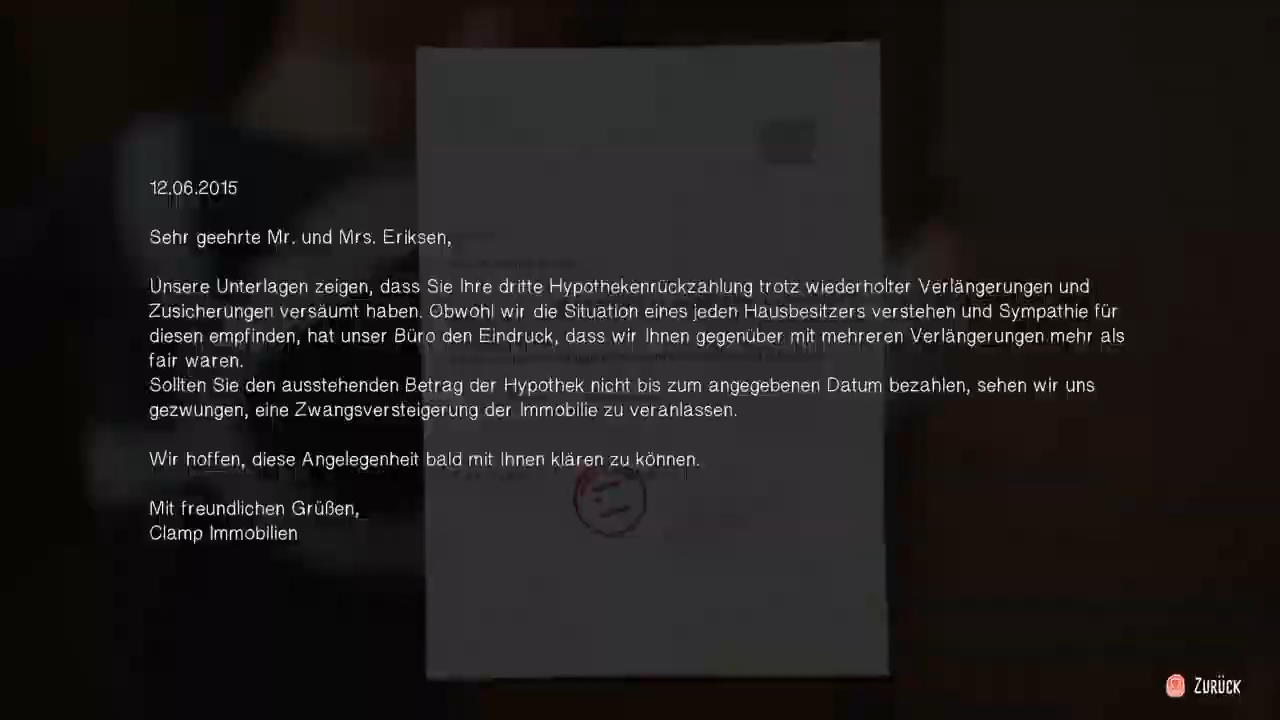 12.06.2015
Sehr geehrte Mr. und Mrs. Eriksen,
Unsere Unterlagen zeigen, dass Sie Ihre dritte Hypothekenrückzahlung trotz wiederholter Verlängerungen und
Zusicherungen versäumt haben. Obwohl wir die Situation eines jeden Hausbesitzers verstehen und Sympathie für
diesen empfinden, hat unser Büro den Eindruck, dass wir Ihnen gegenüber mit mehreren Verlängerungen mehr als
fair waren.
Sollten Sie den ausstehenden Betrag der Hypothek nicht bis zum angegebenen Datum bezahlen, sehen wir uns
gezwungen, eine Zwangsversteigerung der Immobilie zu veranlassen.
Wir hoffen, diese Angelegenheit bald mit Ihnen klären zu können.
Mit freundlichen Grüßen,
Clamp Immobilien
Zurück